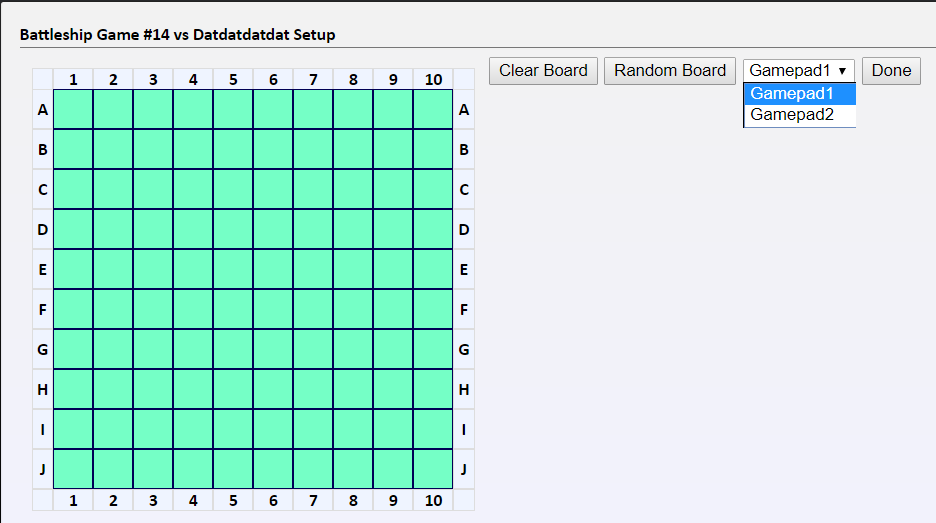 Battleship Game #14 vs Datdatdatdat Setup
Clear Board Random Board Gamepad1 Done
Gamepad1
Gamepad2
1 2 3 4 5 6 7 8 9 10
A A
B B
C C
D D
E E
F F
G G
H H
I I
J J
1 2 3 4 5 6 7 8 9 10